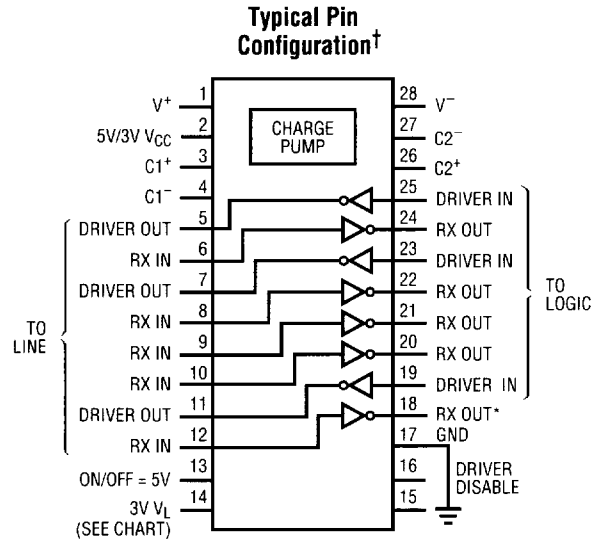 Typical Pin
Configuration†
1 V+
2 5V/3V VCC
3 C1+
4 C1−
5 DRIVER OUT
6 RX IN
7 DRIVER OUT
8 RX IN
9 RX IN
10 RX IN
11 DRIVER OUT
12 RX IN
13 ON/OFF = 5V
14 3V VL
(SEE CHART)
TO
LINE
CHARGE
PUMP
28 V−
27 C2−
26 C2+
25 DRIVER IN
24 RX OUT
23 DRIVER IN
22 RX OUT
21 RX OUT
20 RX OUT
19 DRIVER IN
18 RX OUT*
17 GND
16 DRIVER
DISABLE
15
TO
LOGIC